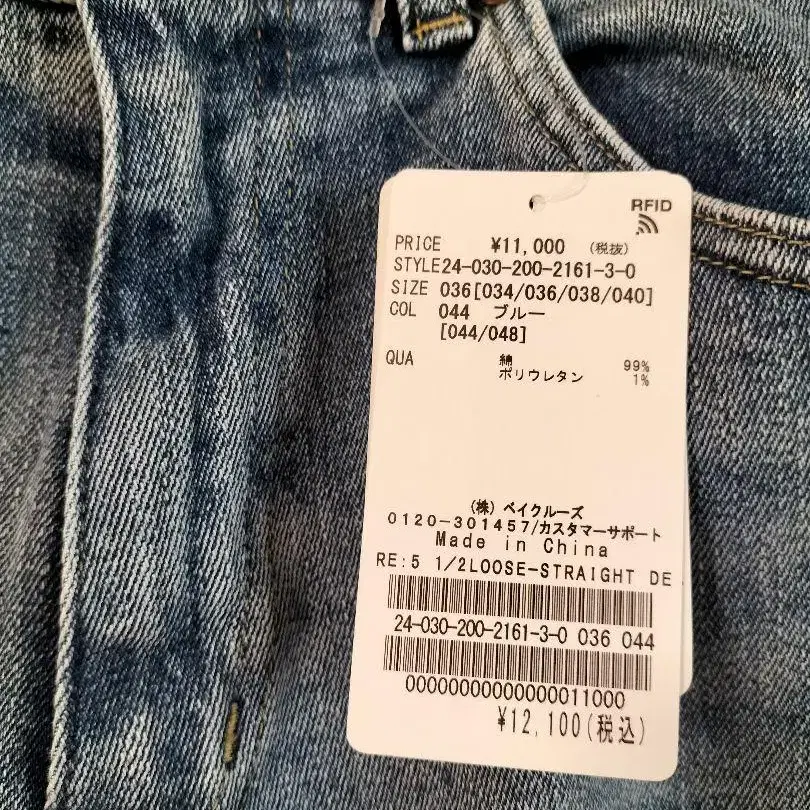 RFID
PRICE ¥11,000 (税抜)
STYLE24-030-200-2161-3-0
SIZE 036[034/036/038/040]
COL 044 ブルー
[044/048]
QUA 綿 99%
ポリウレタン 1%
(株) ベイクルーズ
0120-301457/カスタマーサポート
Made in China
RE:5 1/2LOOSE-STRAIGHT DE
24-030-200-2161-3-0 036 044
00000000000000011000
¥12,100(税込)